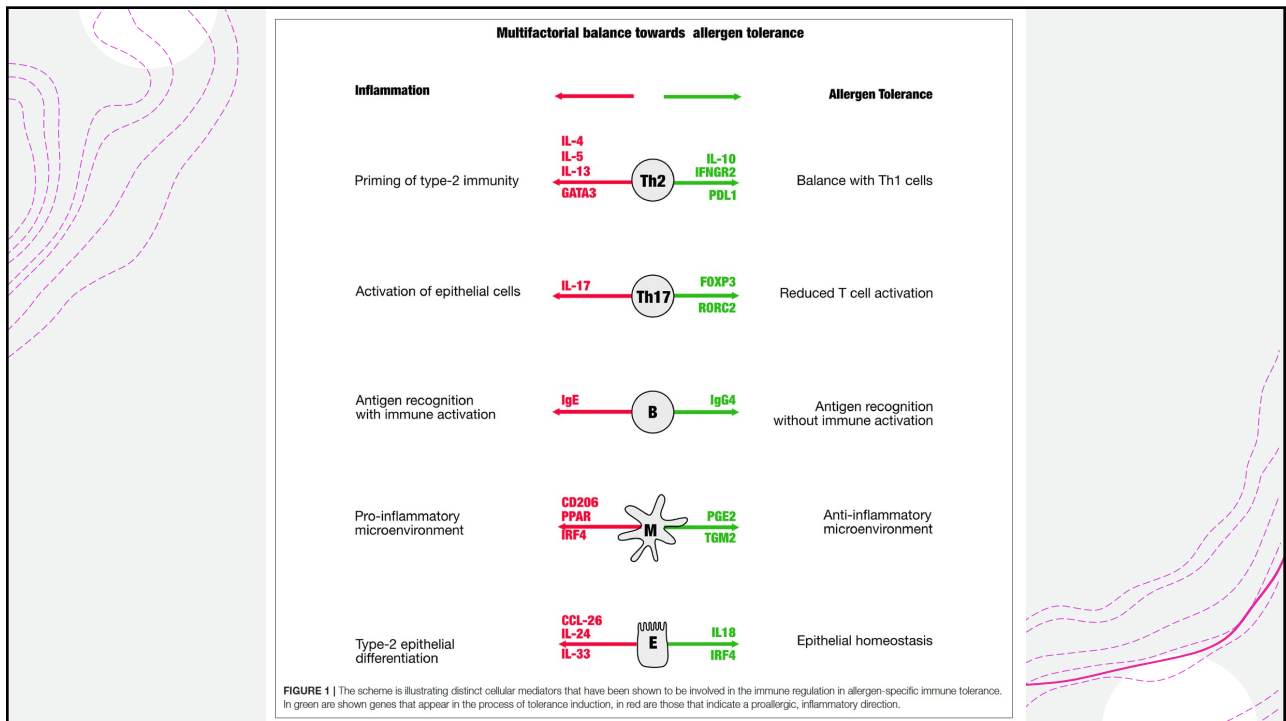 Multifactorial balance towards allergen tolerance
Inflammation
Allergen Tolerance
Priming of type-2 immunity
IL-4
IL-5
IL-13
GATA3
Th2
IL-10
IFNGR2
PDL1
Balance with Th1 cells
Activation of epithelial cells
IL-17
Th17
FOXP3
RORC2
Reduced T cell activation
Antigen recognition
with immune activation
IgE
B
IgG4
Antigen recognition
without immune activation
Pro-inflammatory
microenvironment
CD206
PPAR
IRF4
M
PGE2
TGM2
Anti-inflammatory
microenvironment
Type-2 epithelial
differentiation
CCL-26
IL-24
IL-33
E
IL18
IRF4
Epithelial homeostasis
FIGURE 1 | The scheme is illustrating distinct cellular mediators that have been shown to be involved in the immune regulation in allergen-specific immune tolerance.
In green are shown genes that appear in the process of tolerance induction, in red are those that indicate a proallergic, inflammatory direction.